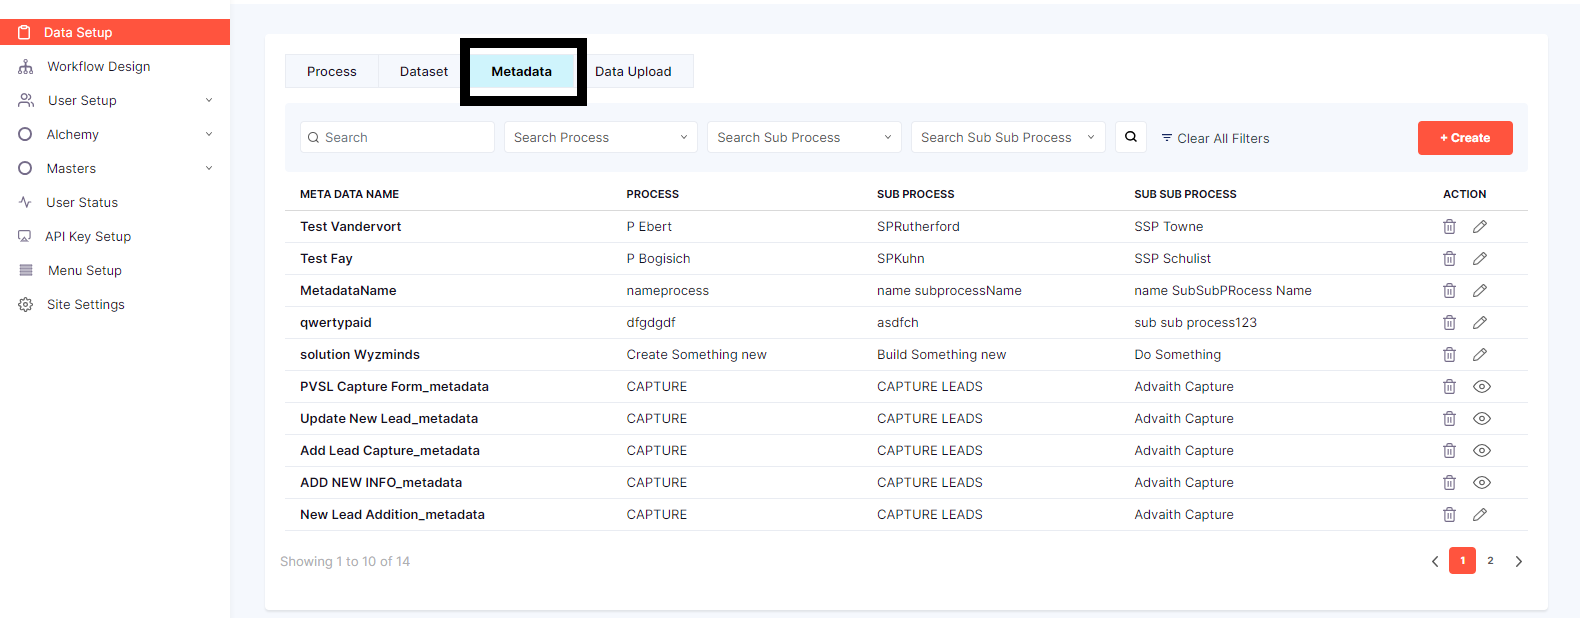 Data Setup
Workflow Design
User Setup
Alchemy
Masters
User Status
API Key Setup
Menu Setup
Site Settings
Process Dataset Metadata Data Upload
Search Search Process Search Sub Process Search Sub Sub Process Clear All Filters + Create
META DATA NAME PROCESS SUB PROCESS SUB SUB PROCESS ACTION
Test Vandervort P Ebert SPRutherford SSP Towne
Test Fay P Bogisich SPKuhn SSP Schulist
MetadataName nameprocess name subprocessName name SubSubPRocess Name
qwertypaid dfgdgdf asdfch sub sub process123
solution Wyzminds Create Something new Build Something new Do Something
PVSL Capture Form_metadata CAPTURE CAPTURE LEADS Advaith Capture
Update New Lead_metadata CAPTURE CAPTURE LEADS Advaith Capture
Add Lead Capture_metadata CAPTURE CAPTURE LEADS Advaith Capture
ADD NEW INFO_metadata CAPTURE CAPTURE LEADS Advaith Capture
New Lead Addition_metadata CAPTURE CAPTURE LEADS Advaith Capture
Showing 1 to 10 of 14 1 2